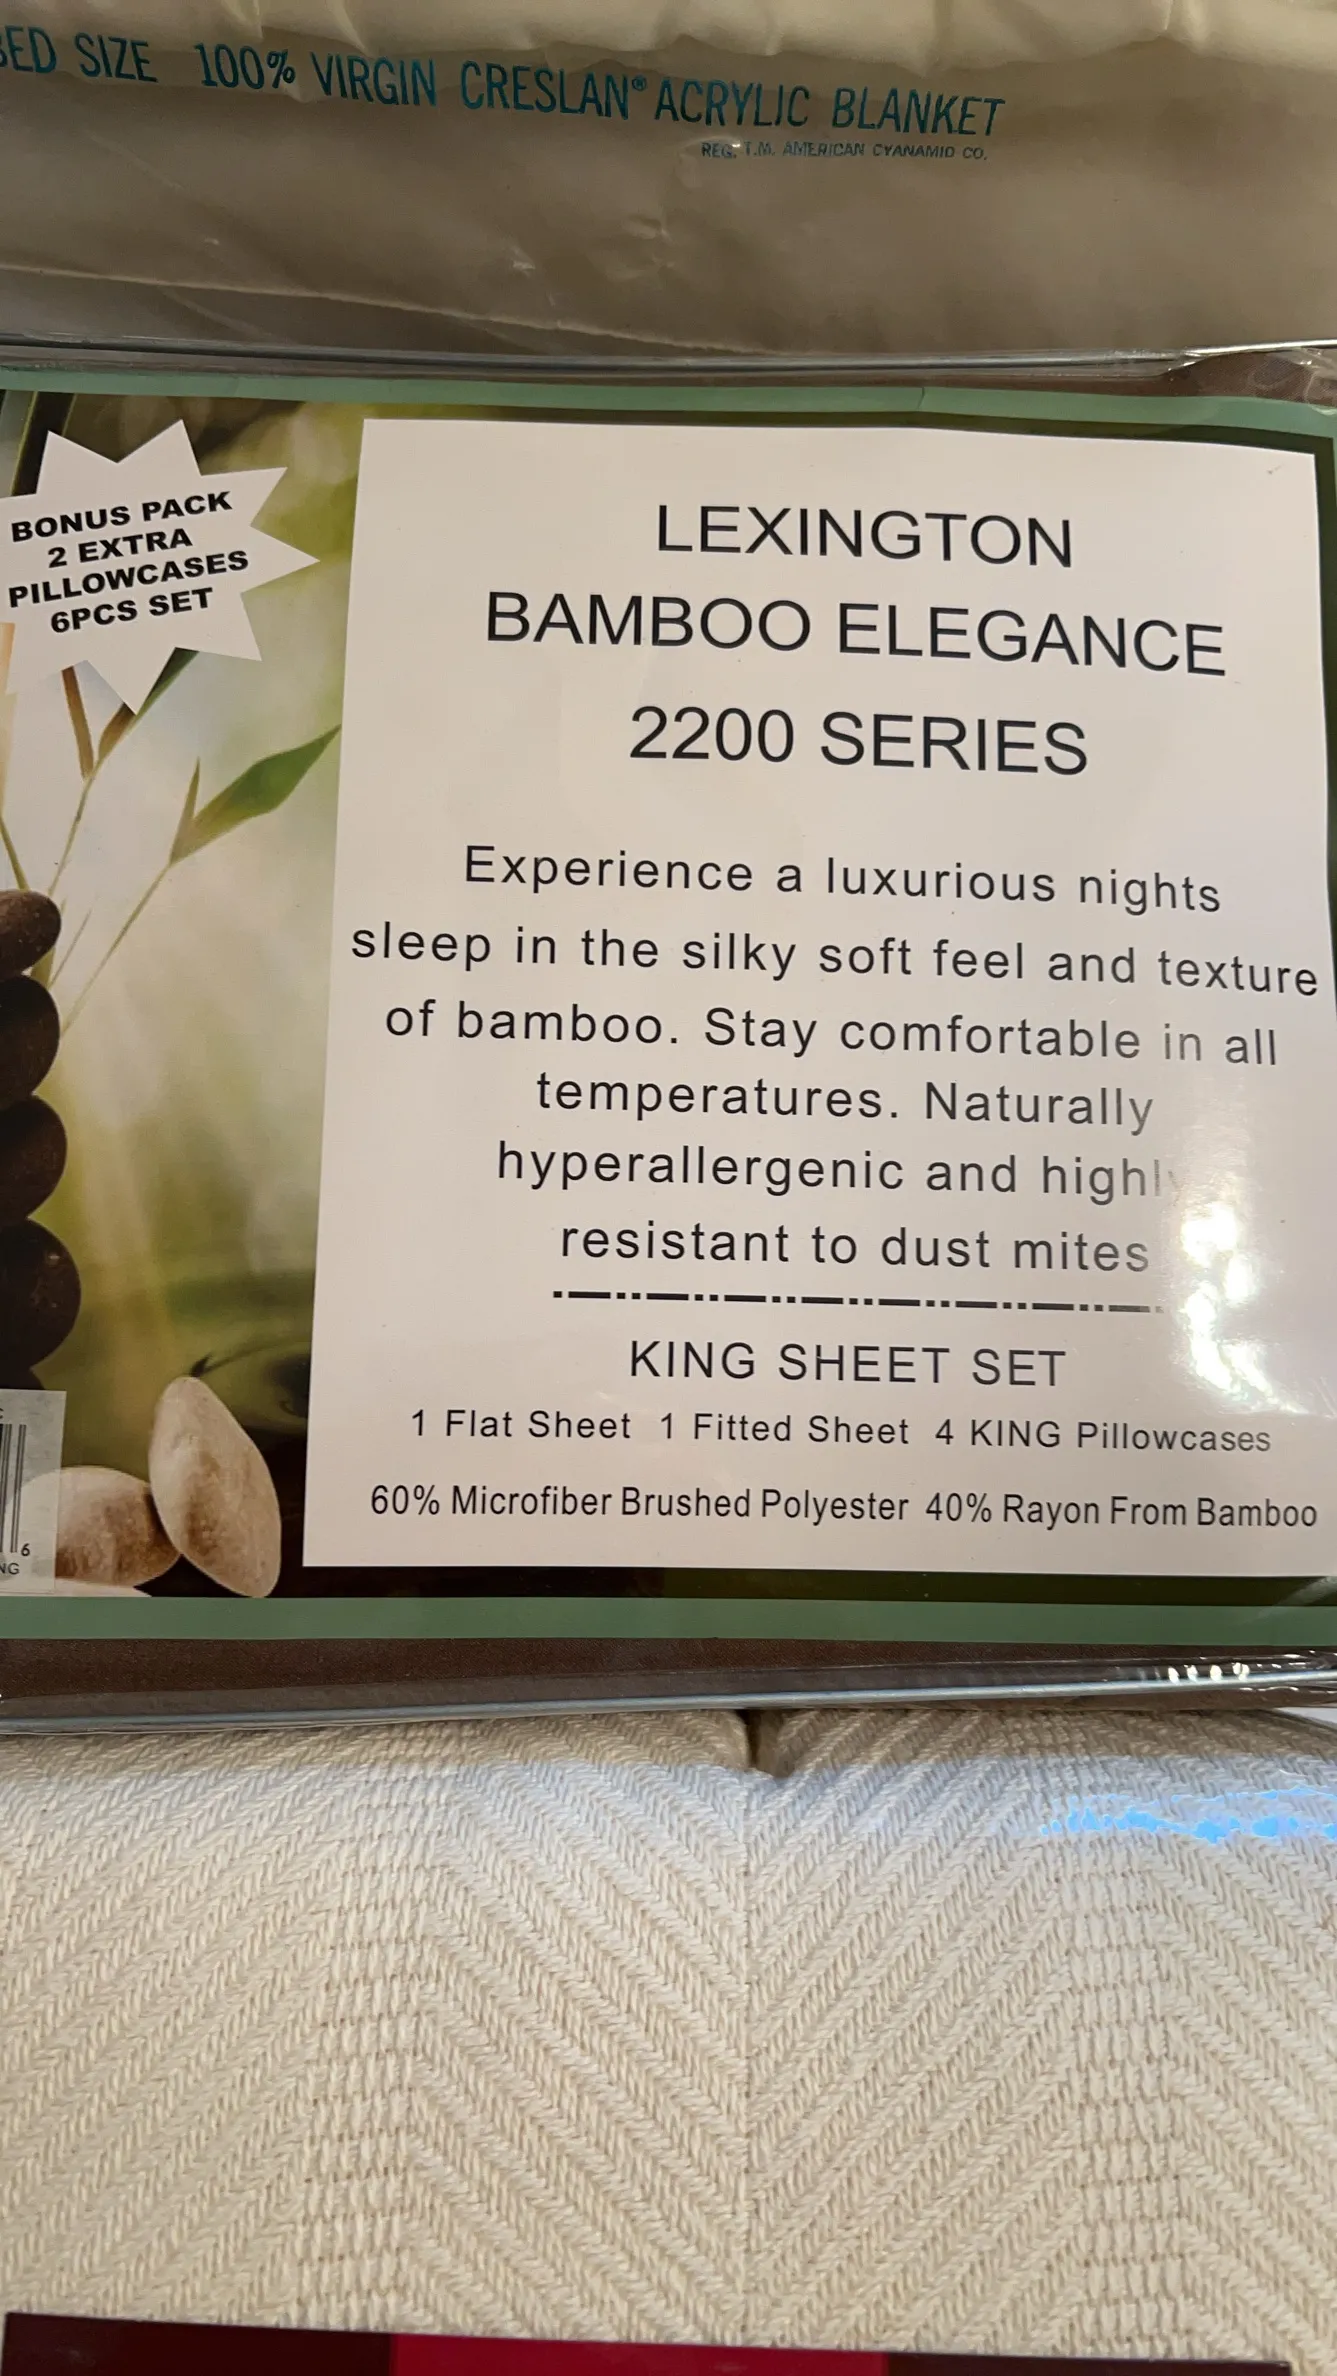 SIZE 100% VIRGIN CRESLAN® ACRYLIC BLANKET
REG. T.M. AMERICAN CYANAMID CO.
BONUS PACK
2 EXTRA
PILLOWCASES
6PCS SET
LEXINGTON
BAMBOO ELEGANCE
2200 SERIES
Experience a luxurious nights
sleep in the silky soft feel and texture
of bamboo. Stay comfortable in all
temperatures. Naturally
hyperallergenic and highly
resistant to dust mites
KING SHEET SET
1 Flat Sheet 1 Fitted Sheet 4 KING Pillowcases
60% Microfiber Brushed Polyester 40% Rayon From Bamboo
6